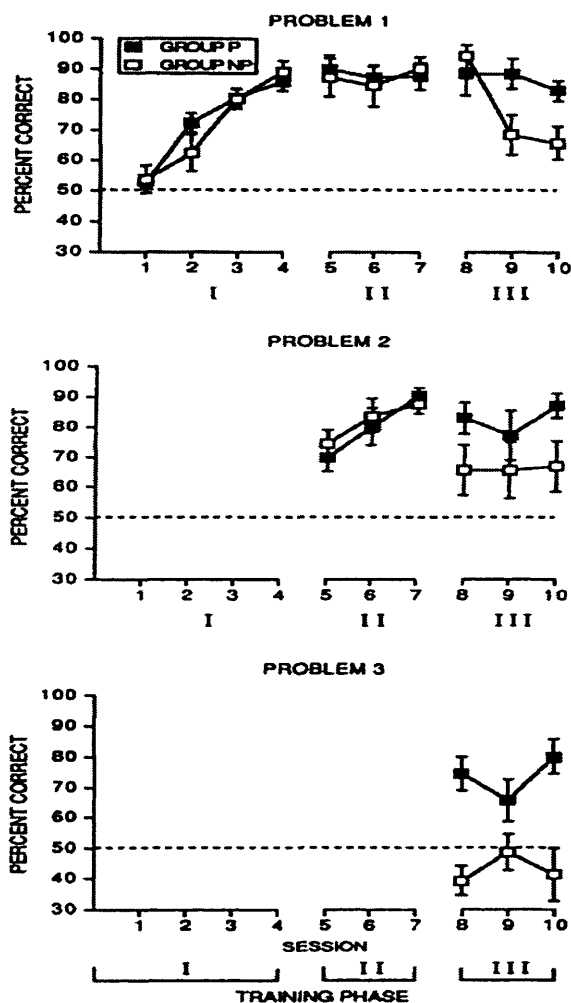 PROBLEM 1
GROUP P
GROUP NP
PERCENT CORRECT
100
90
80
70
60
50
40
30
1 2 3 4 5 6 7 8 9 10
I II III
PROBLEM 2
PERCENT CORRECT
100
90
80
70
60
50
40
30
1 2 3 4 5 6 7 8 9 10
I II III
PROBLEM 3
PERCENT CORRECT
100
90
80
70
60
50
40
30
1 2 3 4 5 6 7 8 9 10
SESSION
I II III
TRAINING PHASE